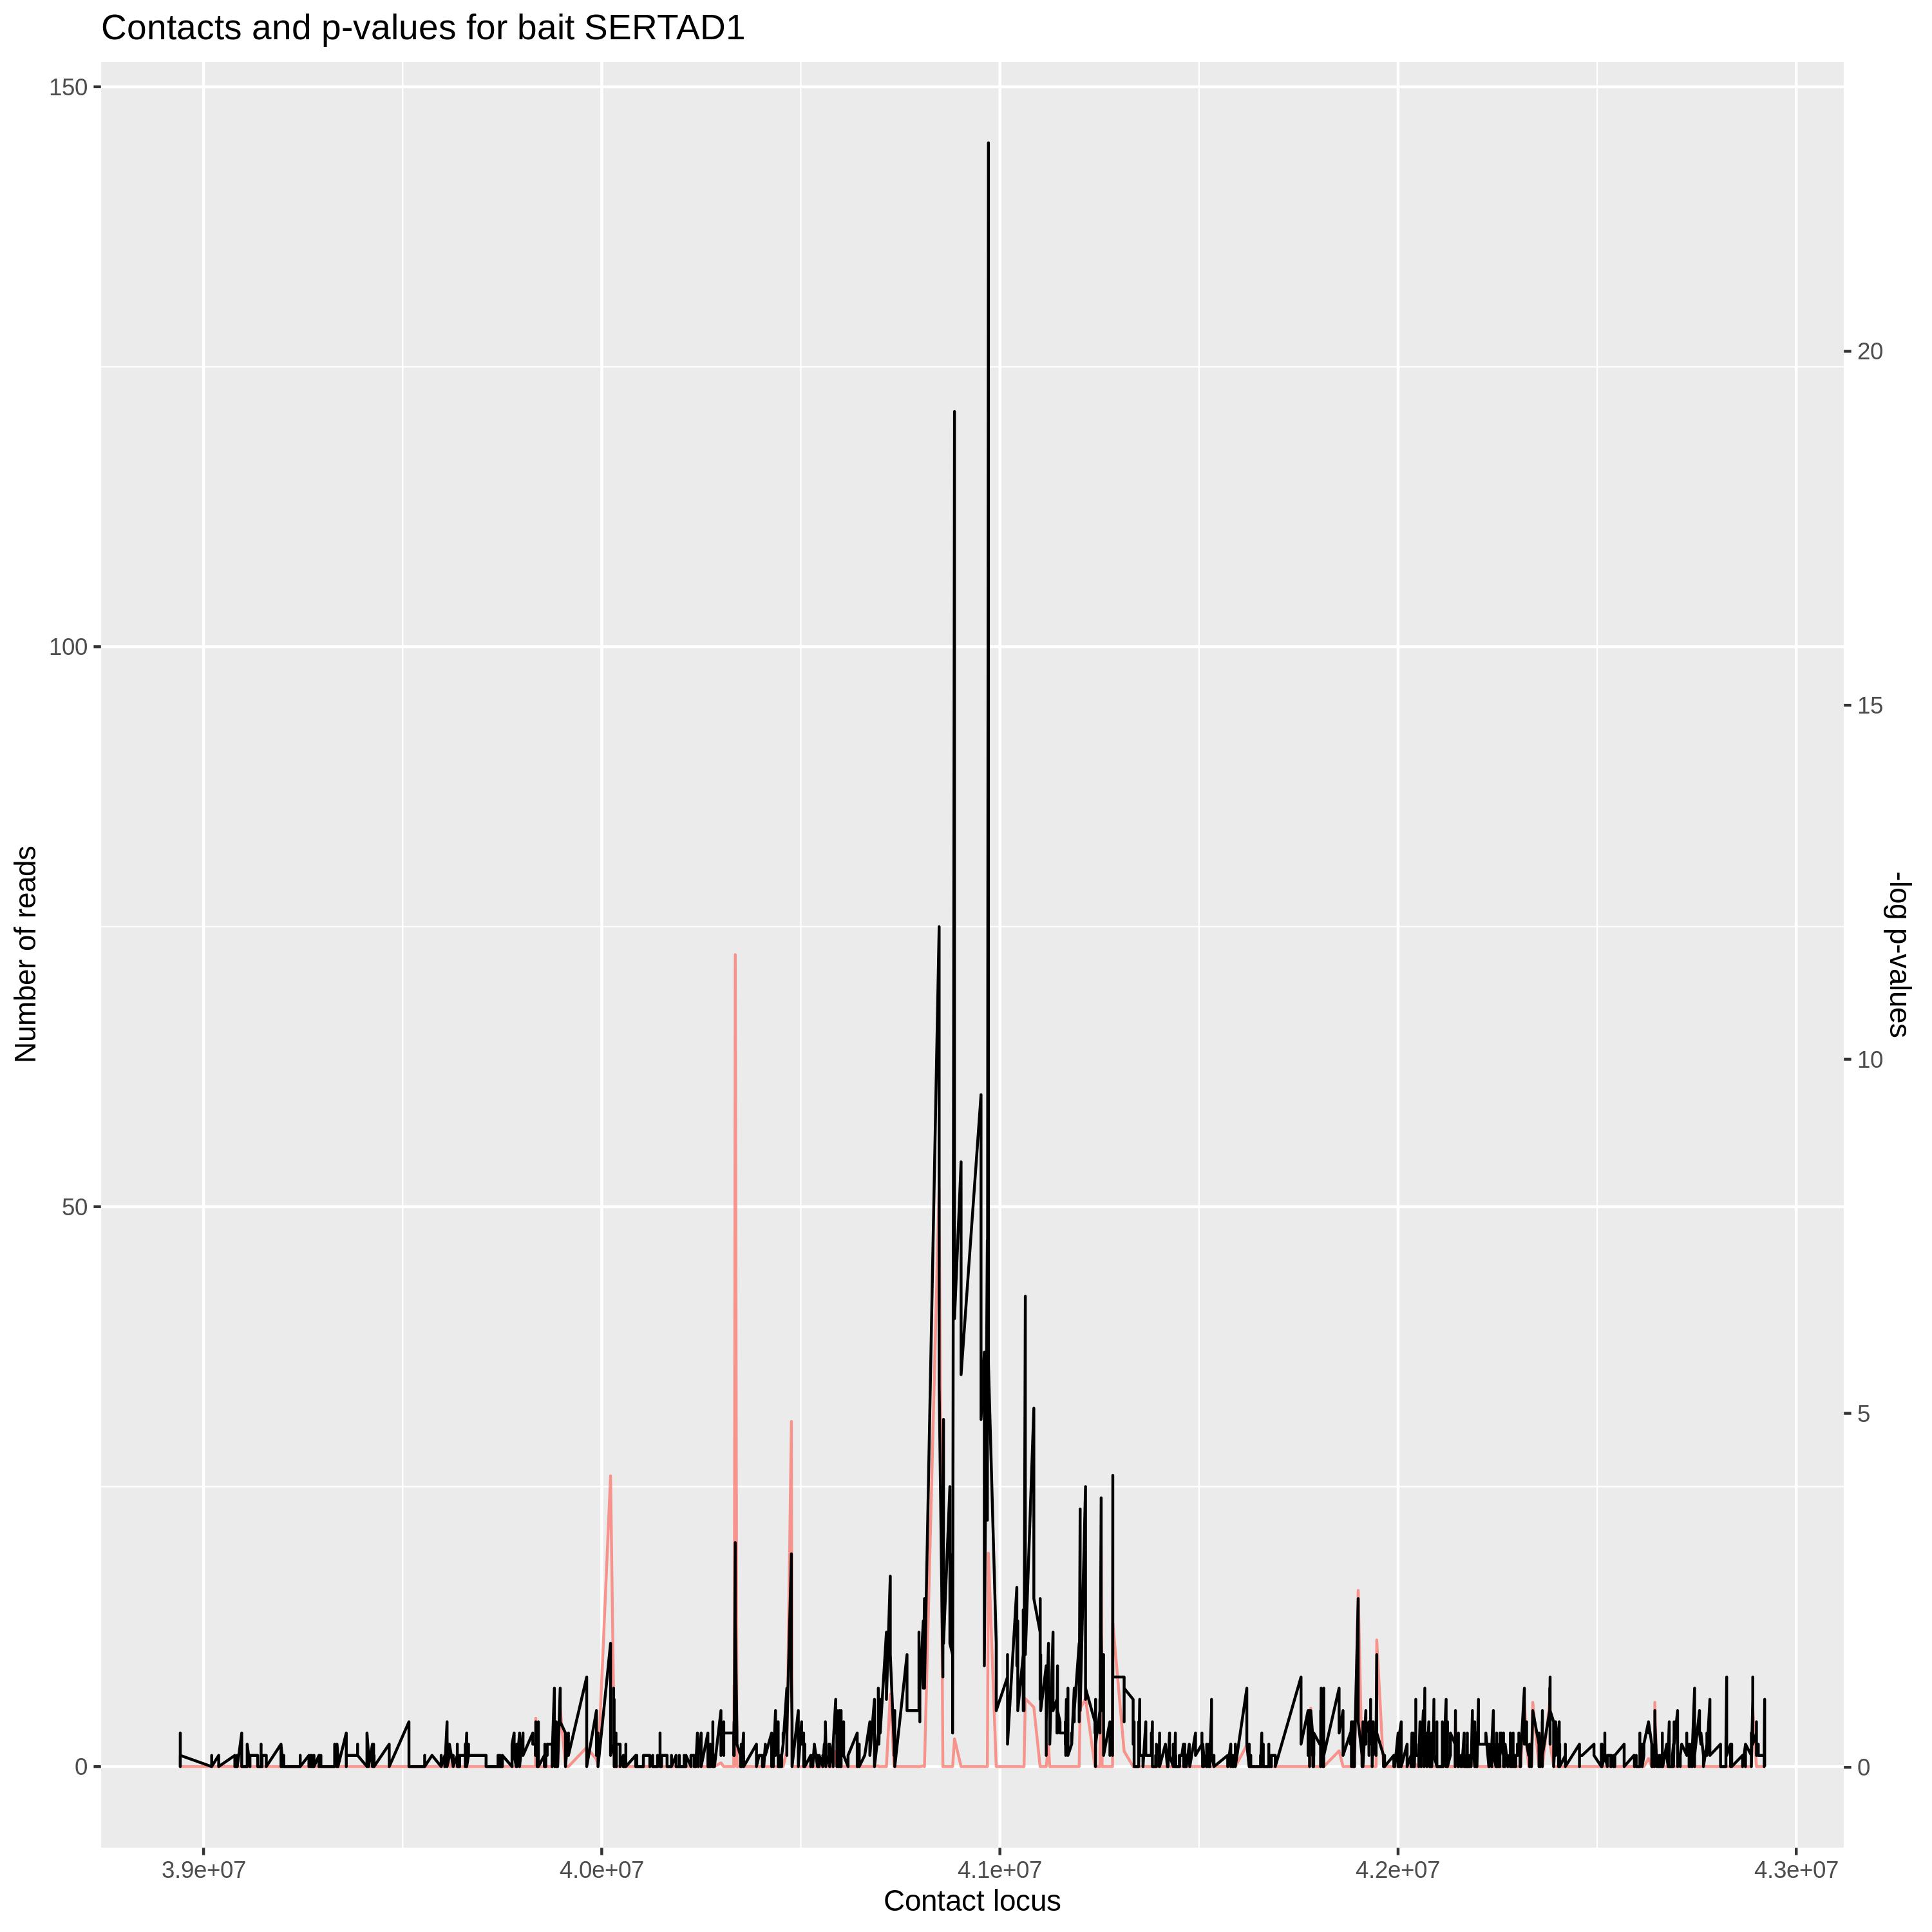 Contacts and p-values for bait SERTAD1
150
100
50
0
Number of reads
20
15
10
5
0
-log p-values
3.9e+07 4.0e+07 4.1e+07 4.2e+07 4.3e+07
Contact locus